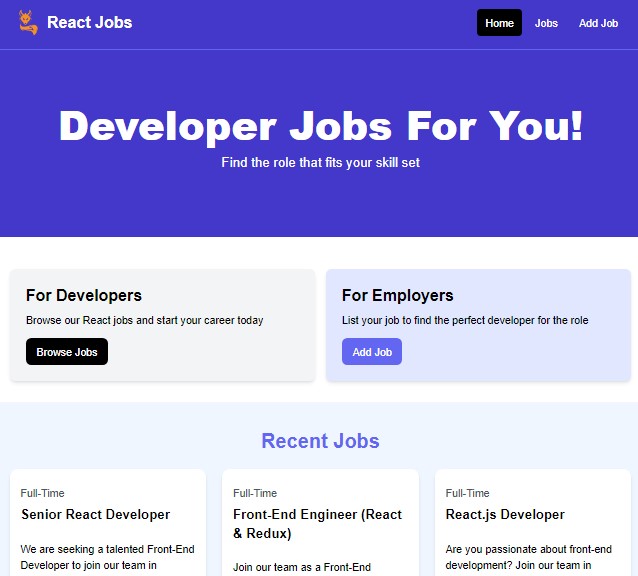 React Jobs
Home Jobs Add Job
Developer Jobs For You!
Find the role that fits your skill set
For Developers
Browse our React jobs and start your career today
Browse Jobs
For Employers
List your job to find the perfect developer for the role
Add Job
Recent Jobs
Full-Time
Senior React Developer
We are seeking a talented Front-End
Developer to join our team in
Full-Time
Front-End Engineer (React
& Redux)
Join our team as a Front-End
Full-Time
React.js Developer
Are you passionate about front-end
development? Join our team in